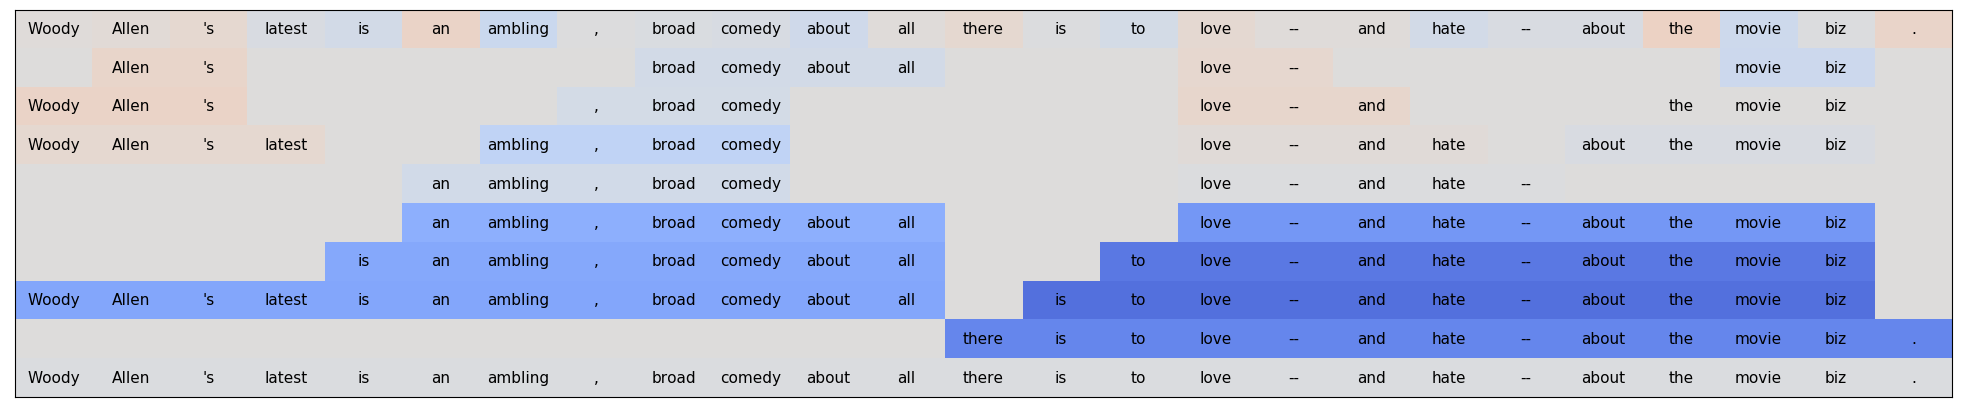 Woody Allen 's latest is an ambling , broad comedy about all there is to love -- and hate -- about the movie biz .
Allen 's broad comedy about all love -- movie biz
Woody Allen 's , broad comedy love -- and the movie biz
Woody Allen 's latest ambling , broad comedy love -- and hate about the movie biz
an ambling , broad comedy love -- and hate --
an ambling , broad comedy about all love -- and hate -- about the movie biz
is an ambling , broad comedy about all to love -- and hate -- about the movie biz
Woody Allen 's latest is an ambling , broad comedy about all is to love -- and hate -- about the movie biz
there is to love -- and hate -- about the movie biz .
Woody Allen 's latest is an ambling , broad comedy about all there is to love -- and hate -- about the movie biz .